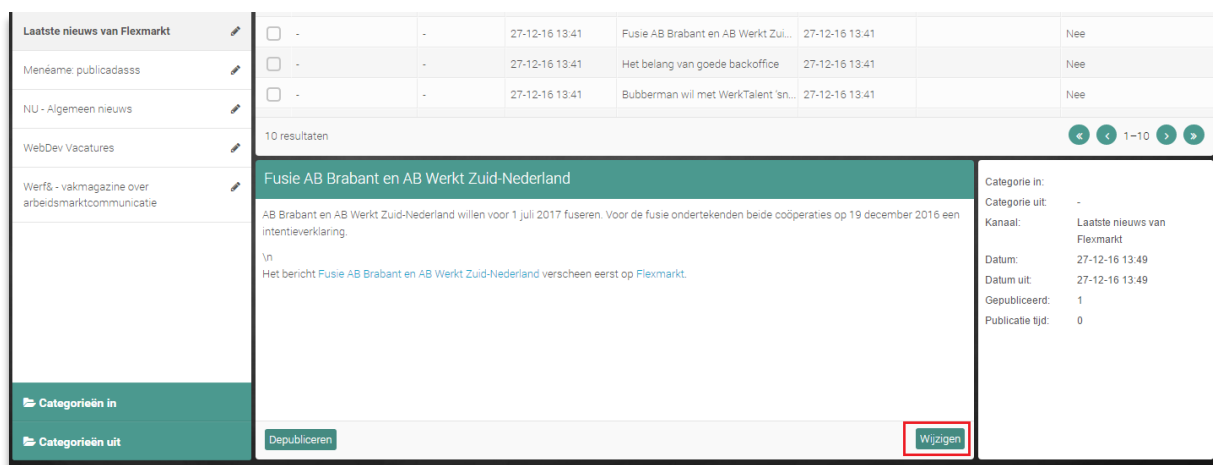 Laatste nieuws van Flexmarkt
Menéame: publicadasss
NU - Algemeen nieuws
WebDev Vacatures
Werf& - vakmagazine over
arbeidsmarktcommunicatie
Categorieën in
Categorieën uit
- - 27-12-16 13:41 Fusie AB Brabant en AB Werkt Zui... 27-12-16 13:41 Nee
- - 27-12-16 13:41 Het belang van goede backoffice 27-12-16 13:41 Nee
- - 27-12-16 13:41 Bubberman wil met WerkTalent 'sn... 27-12-16 13:41 Nee
10 resultaten 1–10
Fusie AB Brabant en AB Werkt Zuid-Nederland
AB Brabant en AB Werkt Zuid-Nederland willen voor 1 juli 2017 fuseren. Voor de fusie ondertekenden beide coöperaties op 19 december 2016 een
intentieverklaring.
\n
Het bericht Fusie AB Brabant en AB Werkt Zuid-Nederland verscheen eerst op Flexmarkt.
Depubliceren Wijzigen
Categorie in:
Categorie uit: -
Kanaal: Laatste nieuws van
Flexmarkt
Datum: 27-12-16 13:49
Datum uit: 27-12-16 13:49
Gepubliceerd: 1
Publicatie tijd: 0